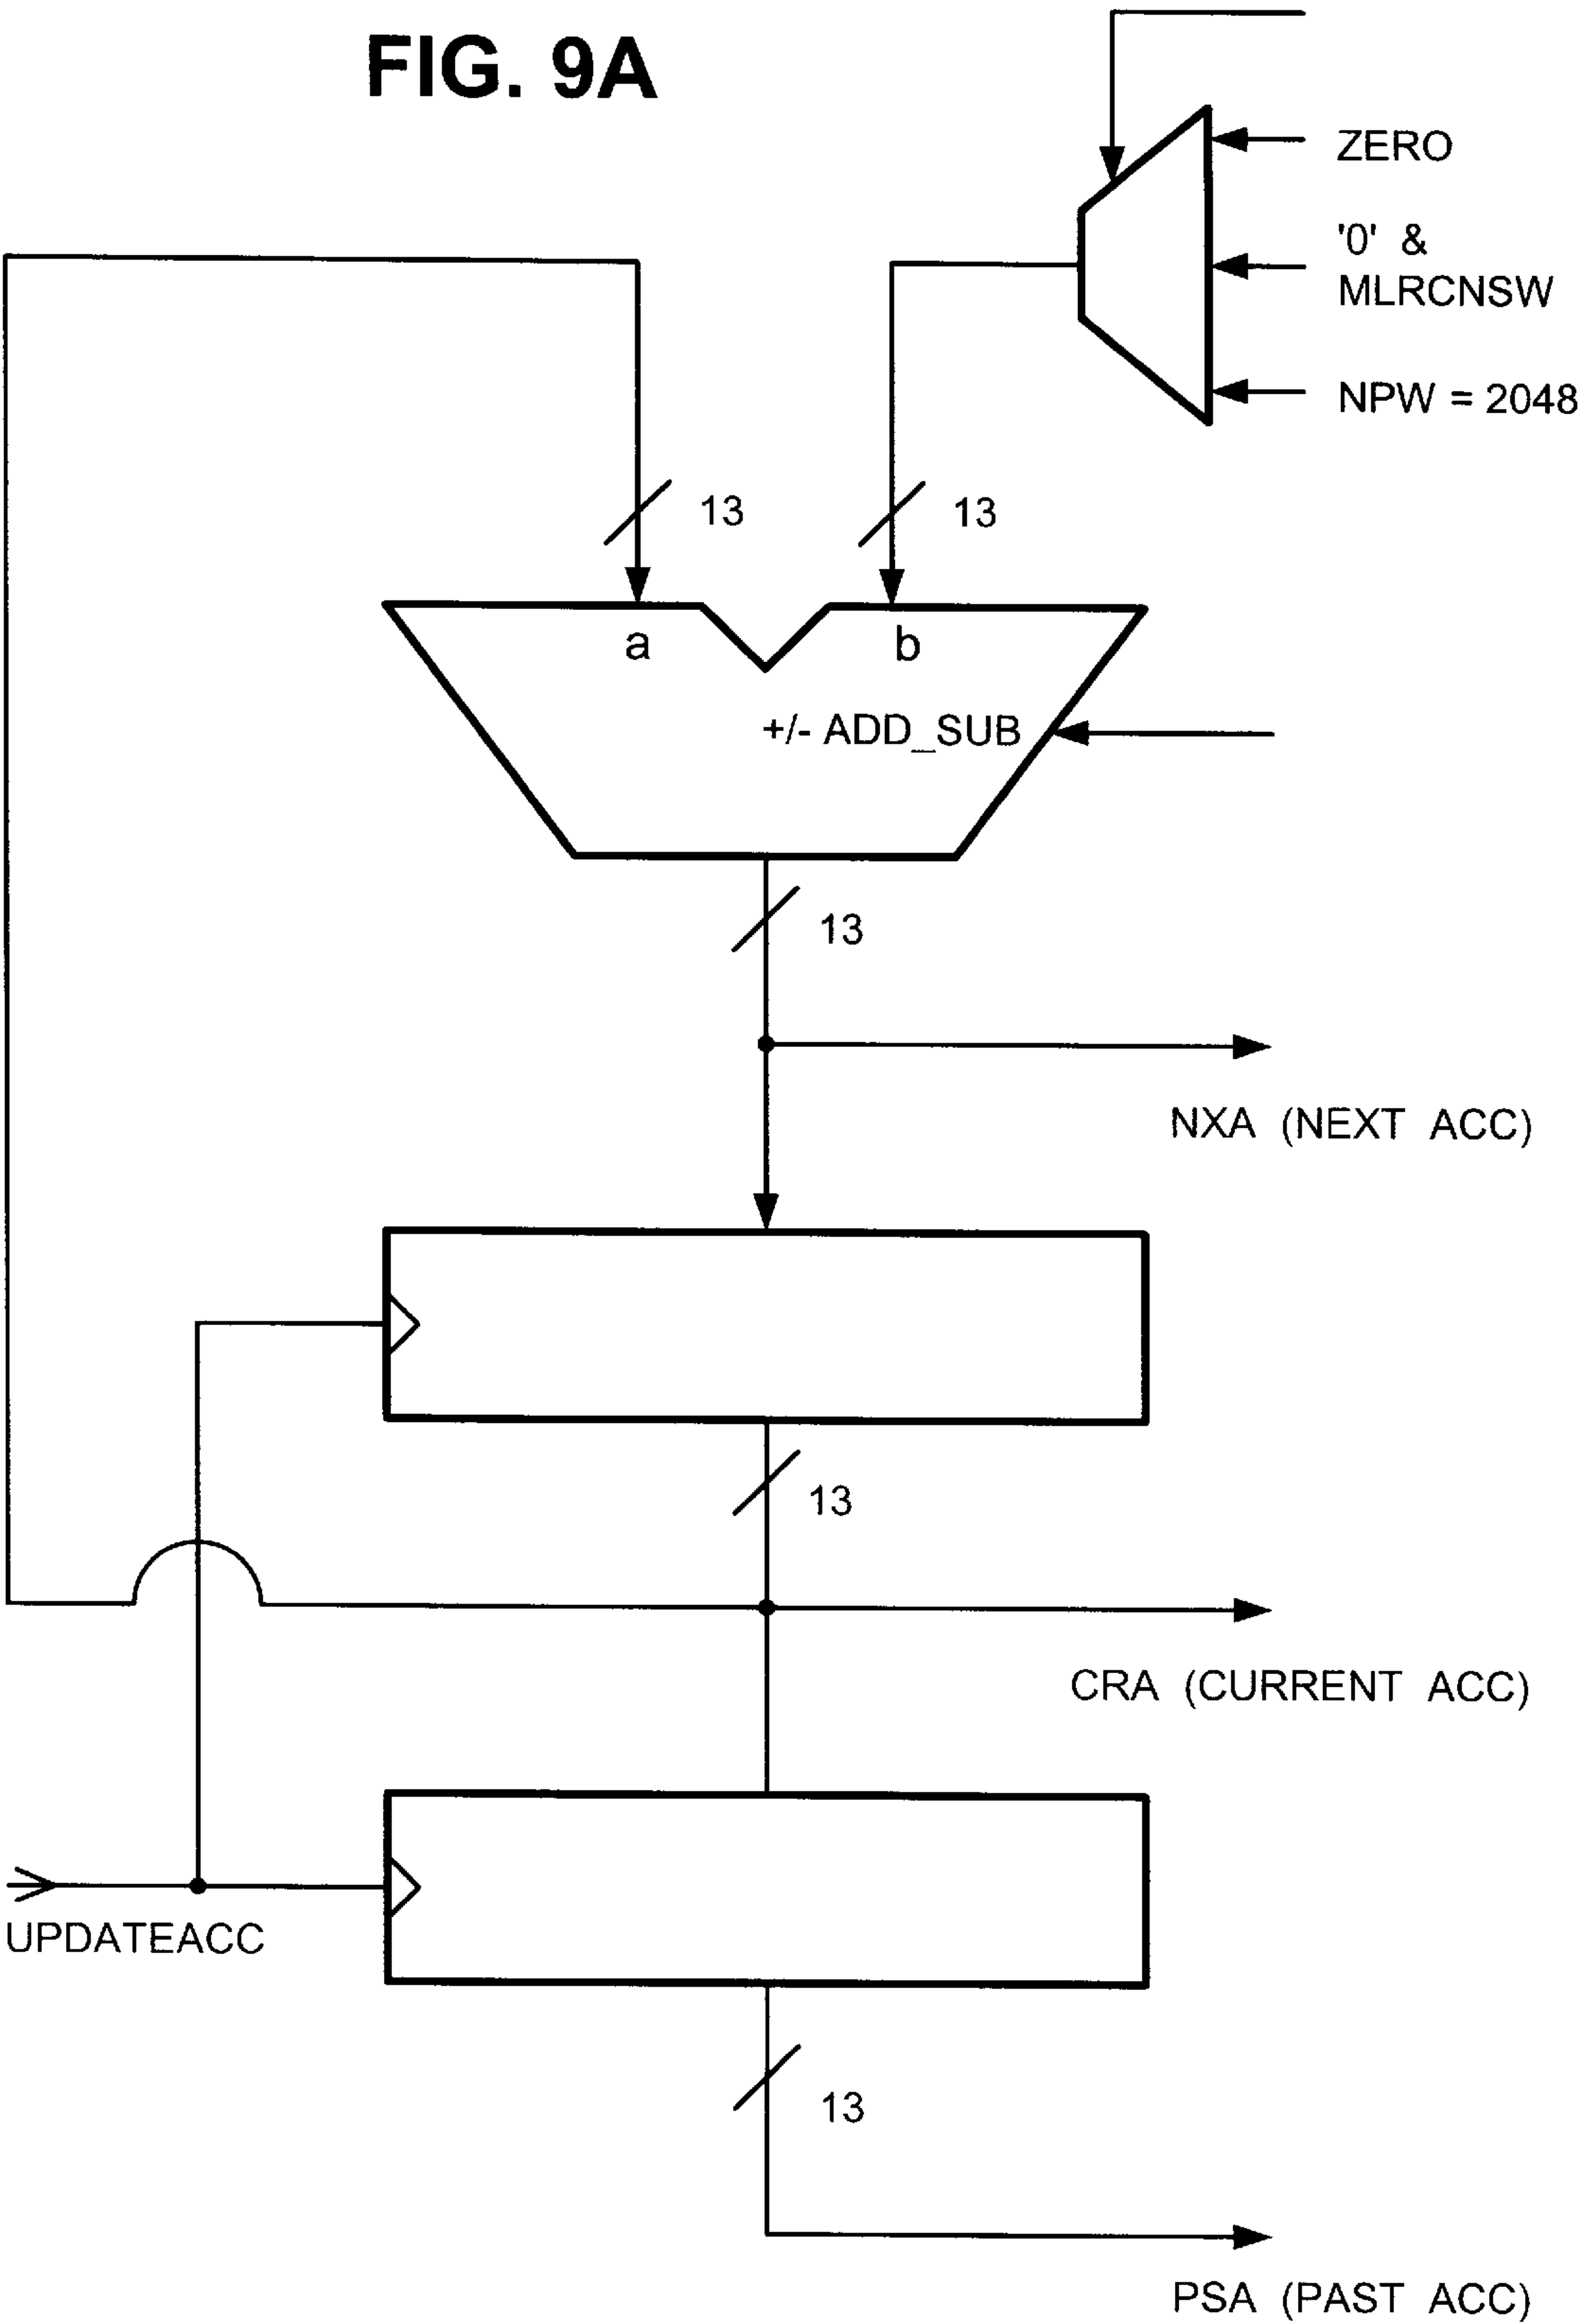 FIG. 9A
ZERO
'0' &
MLRCNSW
NPW = 2048
13
13
a
b
+/- ADD_SUB
13
NXA (NEXT ACC)
13
CRA (CURRENT ACC)
UPDATEACC
13
PSA (PAST ACC)